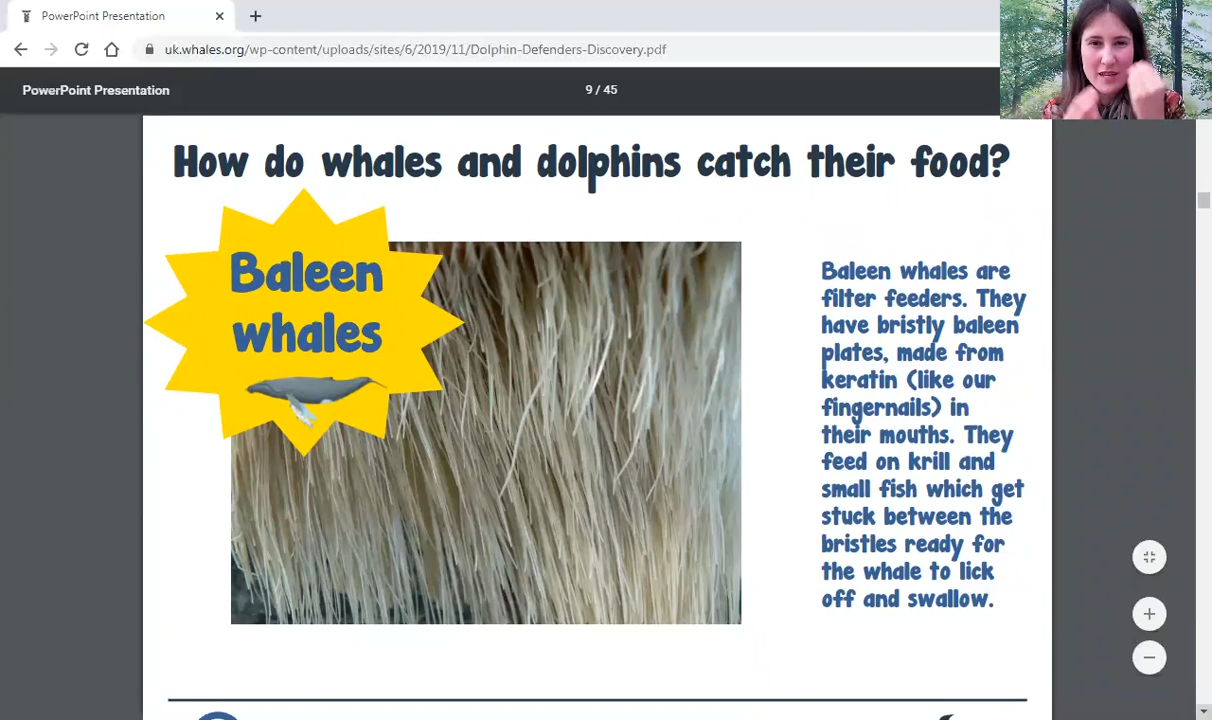 PowerPoint Presentation
uk.whales.org/wp-content/uploads/sites/6/2019/11/Dolphin-Defenders-Discovery.pdf
PowerPoint Presentation
9 / 45
How do whales and dolphins catch their food?
Baleen
whales
Baleen whales are
filter feeders. They
have bristly baleen
plates, made from
keratin (like our
fingernails) in
their mouths. They
feed on krill and
small fish which get
stuck between the
bristles ready for
the whale to lick
off and swallow.